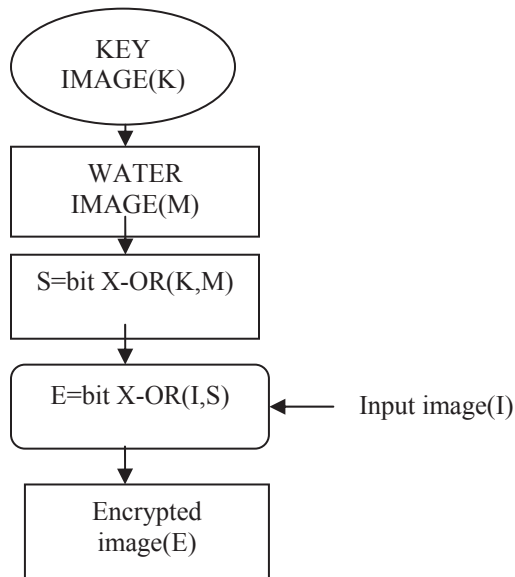 KEY
IMAGE(K)
WATER
IMAGE(M)
S=bit X-OR(K,M)
E=bit X-OR(I,S)
Input image(I)
Encrypted
image(E)